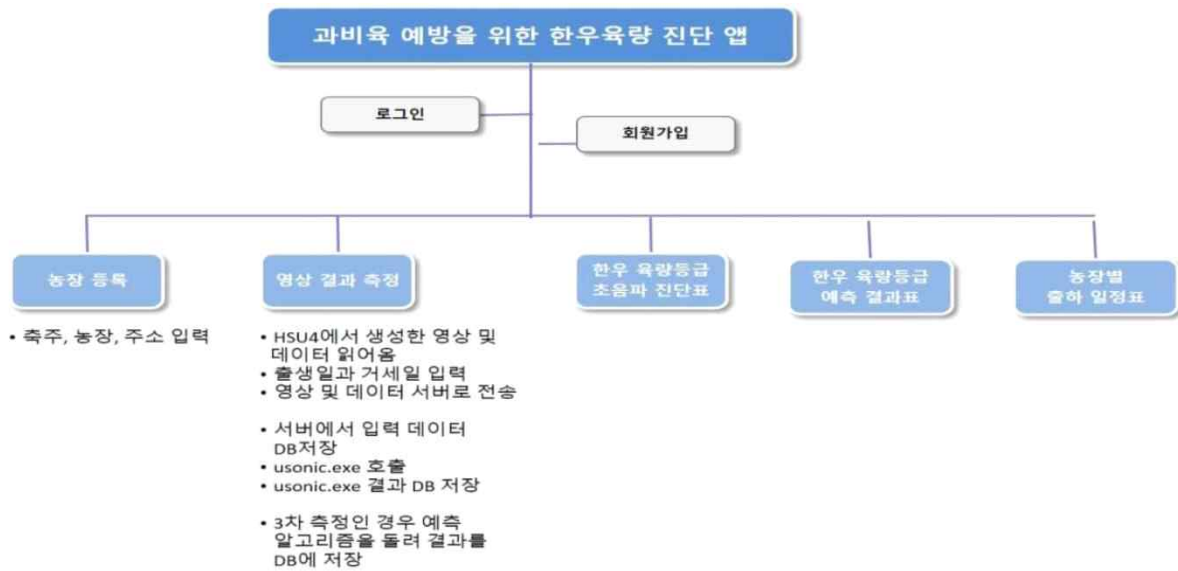 과비육 예방을 위한 한우육량 진단 앱
로그인
회원가입
농장 등록
• 축주, 농장, 주소 입력
영상 결과 측정
• HSU4에서 생성한 영상 및
데이터 읽어옴
• 출생일과 거세일 입력
• 영상 및 데이터 서버로 전송
• 서버에서 입력 데이터
DB저장
• usonic.exe 호출
• usonic.exe 결과 DB 저장
• 3차 측정인 경우 예측
알고리즘을 돌려 결과를
DB에 저장
한우 육량등급
초음파 진단표
한우 육량등급
예측 결과표
농장별
출하 일정표